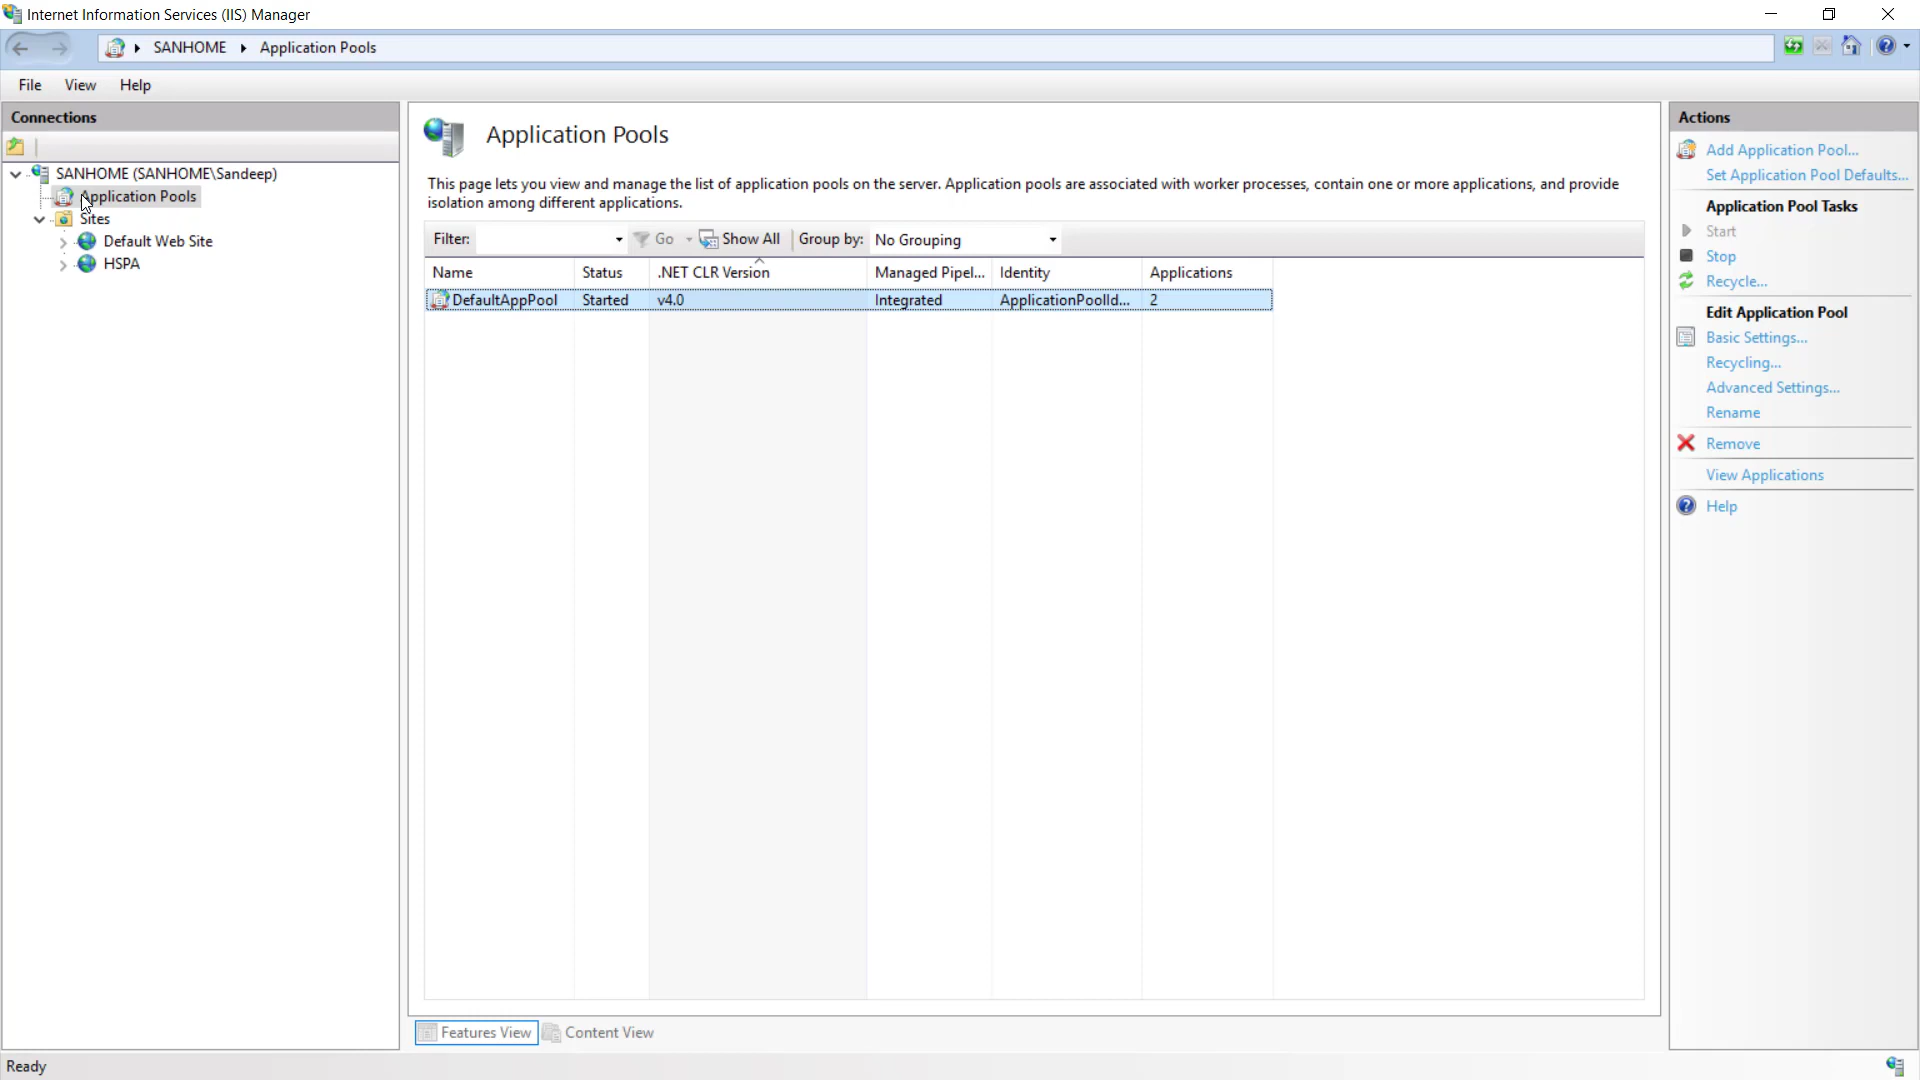 Internet Information Services (IIS) Manager
SANHOME
Application Pools
File View Help
Connections
SANHOME (SANHOME\Sandeep)
Application Pools
Sites
Default Web Site
HSPA
Application Pools
This page lets you view and manage the list of application pools on the server. Application pools are associated with worker processes, contain one or more applications, and provide
isolation among different applications.
Filter: Go Show All Group by: No Grouping
Name Status .NET CLR Version Managed Pipel... Identity Applications
DefaultAppPool Started v4.0 Integrated ApplicationPoolId... 2
Features View Content View
Actions
Add Application Pool...
Set Application Pool Defaults...
Application Pool Tasks
Start
Stop
Recycle...
Edit Application Pool
Basic Settings...
Recycling...
Advanced Settings...
Rename
Remove
View Applications
Help
Ready